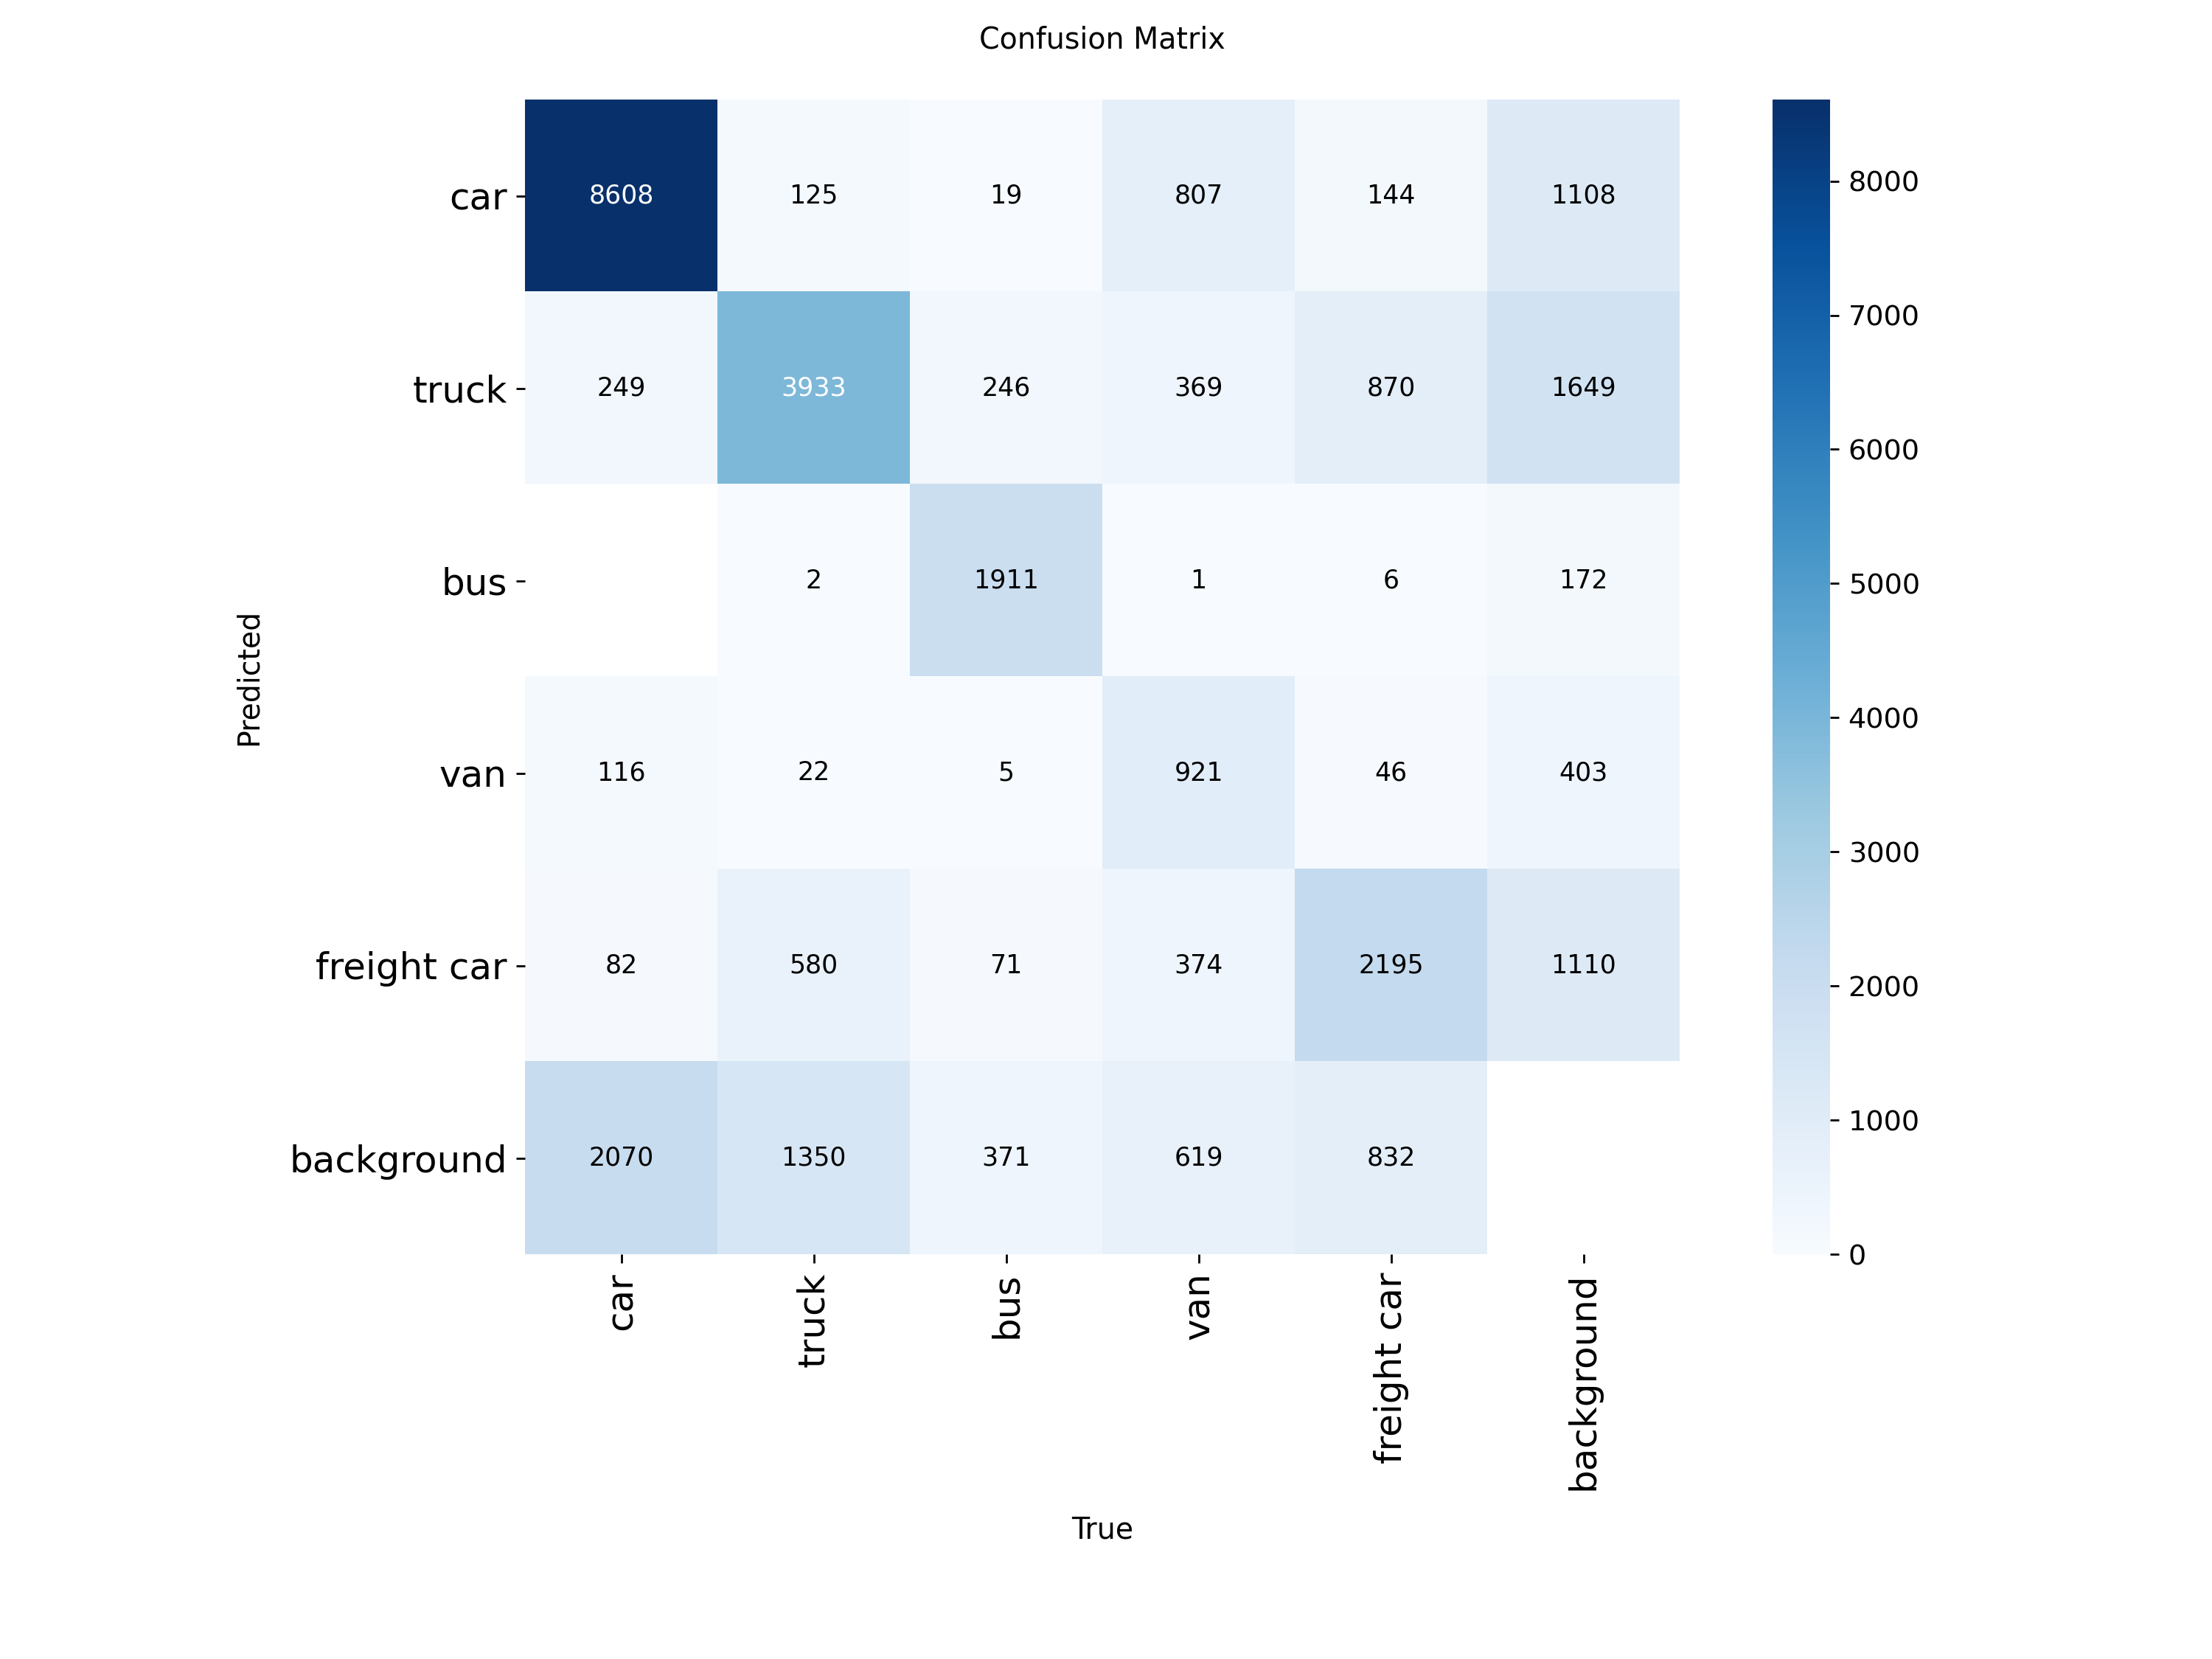 Confusion Matrix
car 8608 125 19 807 144 1108
truck 249 3933 246 369 870 1649
bus 2 1911 1 6 172
van 116 22 5 921 46 403
freight car 82 580 71 374 2195 1110
background 2070 1350 371 619 832
car truck bus van freight car background
True
Predicted
8000
7000
6000
5000
4000
3000
2000
1000
0